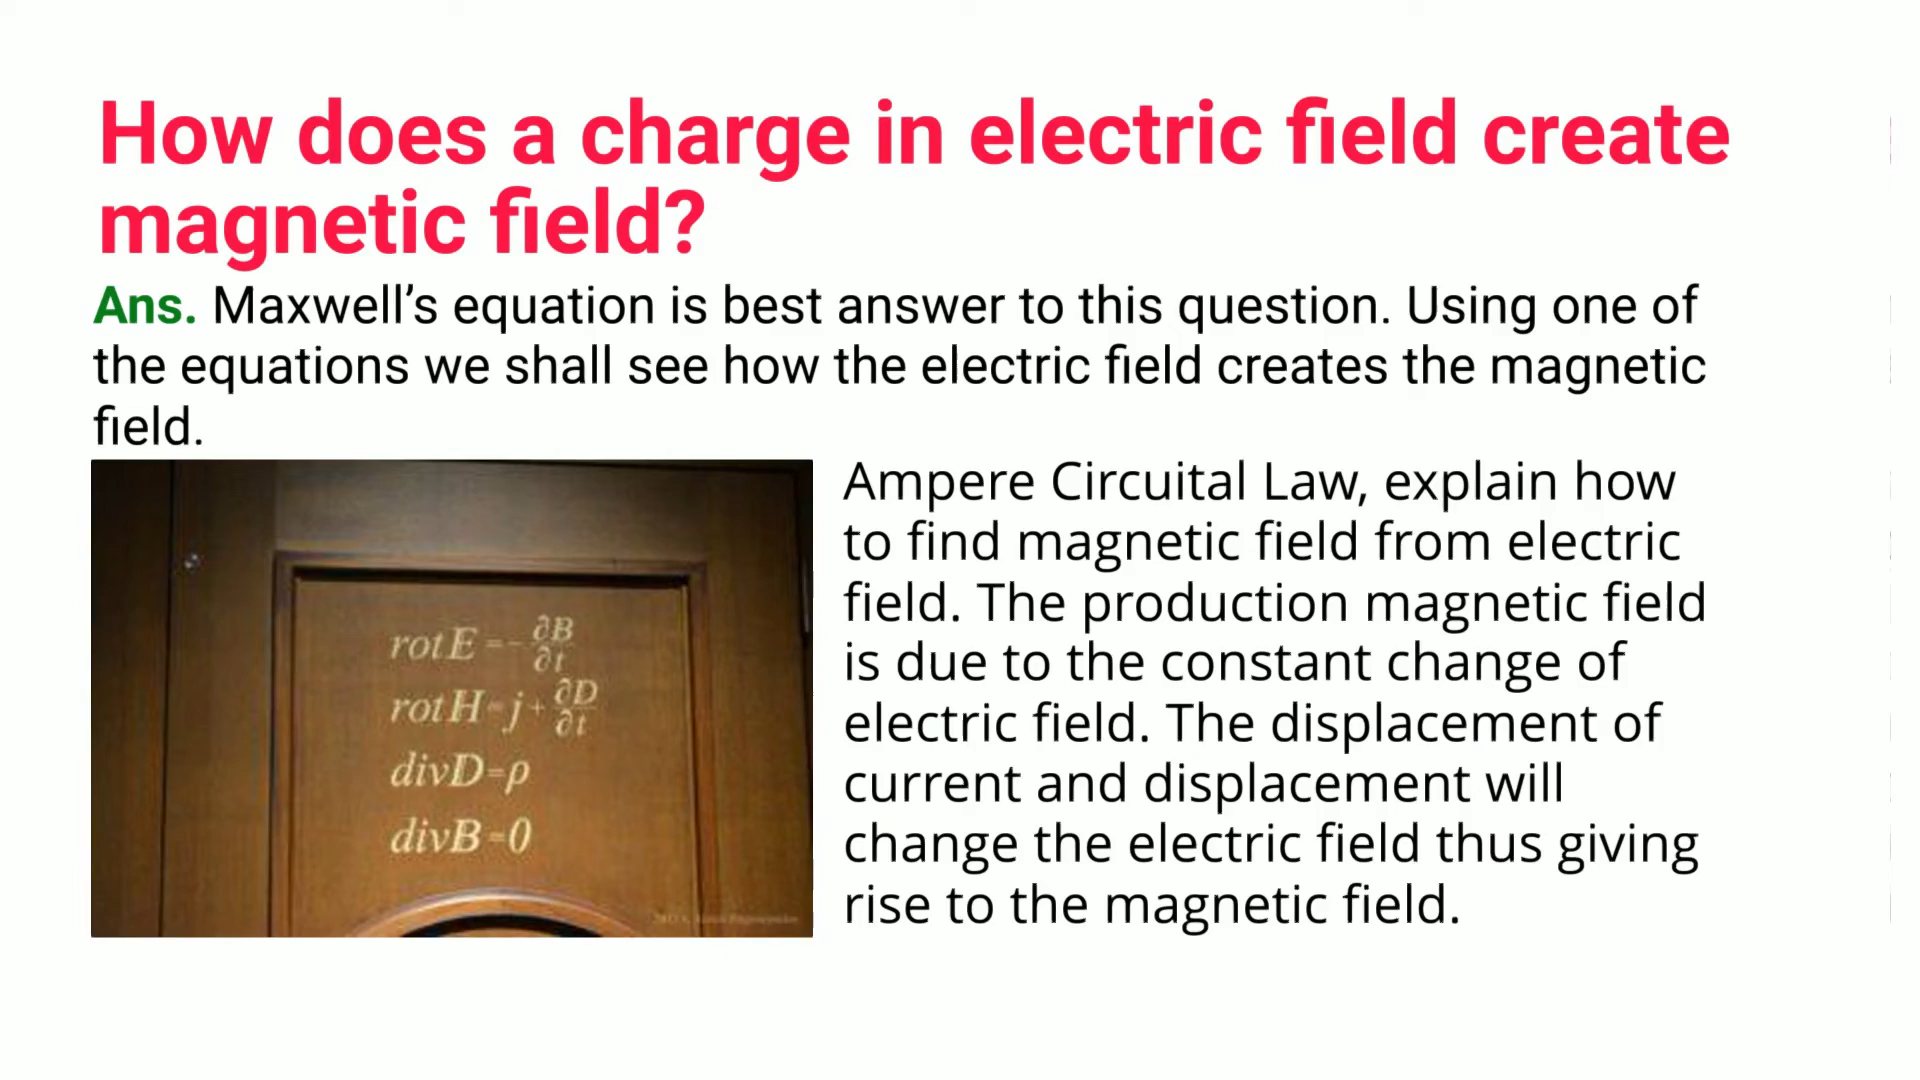 How does a charge in electric field create
magnetic field?
Ans. Maxwell’s equation is best answer to this question. Using one of
the equations we shall see how the electric field creates the magnetic
field.
rotE=-∂B/∂t
rotH=j+∂D/∂t
divD=ρ
divB=0
Ampere Circuital Law, explain how
to find magnetic field from electric
field. The production magnetic field
is due to the constant change of
electric field. The displacement of
current and displacement will
change the electric field thus giving
rise to the magnetic field.